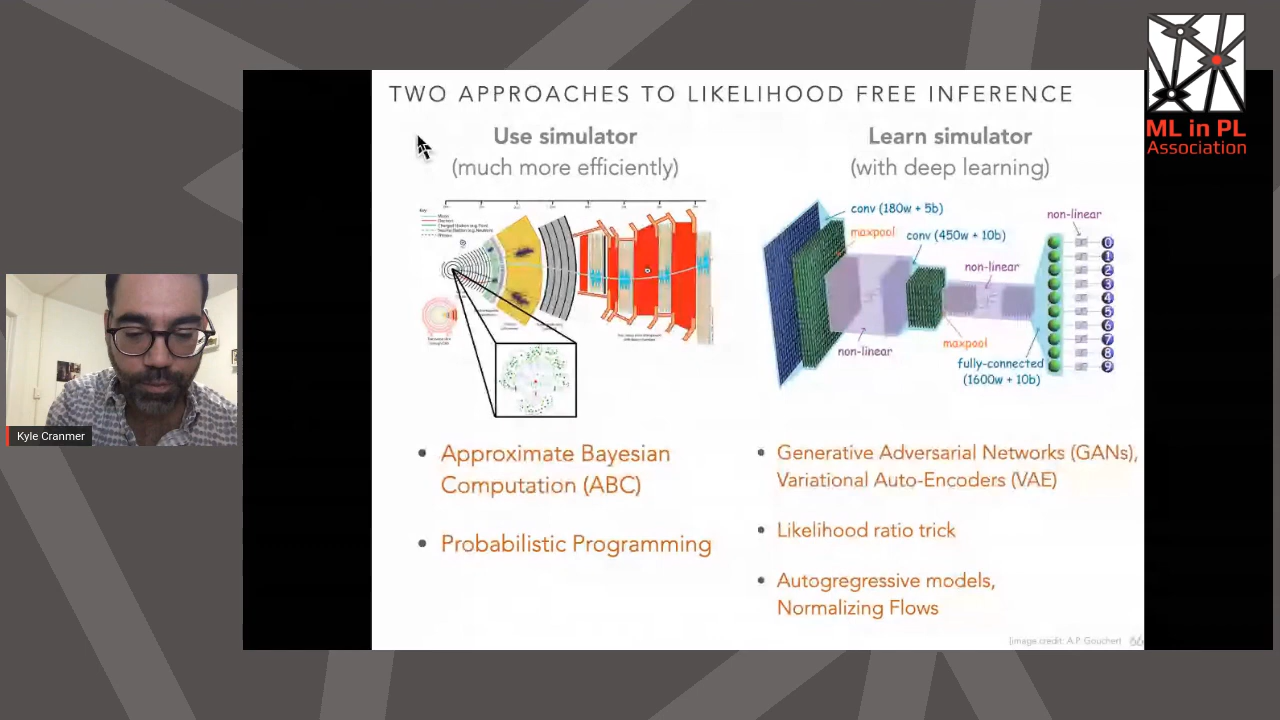 TWO APPROACHES TO LIKELIHOOD FREE INFERENCE
Use simulator
(much more efficiently)
Learn simulator
(with deep learning)
Key
conv (180w + 5b)
maxpool
conv (450w + 10b)
non-linear
non-linear
non-linear
maxpool
fully-connected
(1600w + 10b)
0
1
2
3
4
5
6
7
8
9
• Approximate Bayesian
Computation (ABC)
• Probabilistic Programming
• Generative Adversarial Networks (GANs),
Variational Auto-Encoders (VAE)
• Likelihood ratio trick
• Autogregressive models,
Normalizing Flows
[image credit: A.P. Goucher] 66
Kyle Cranmer
ML in PL
Association